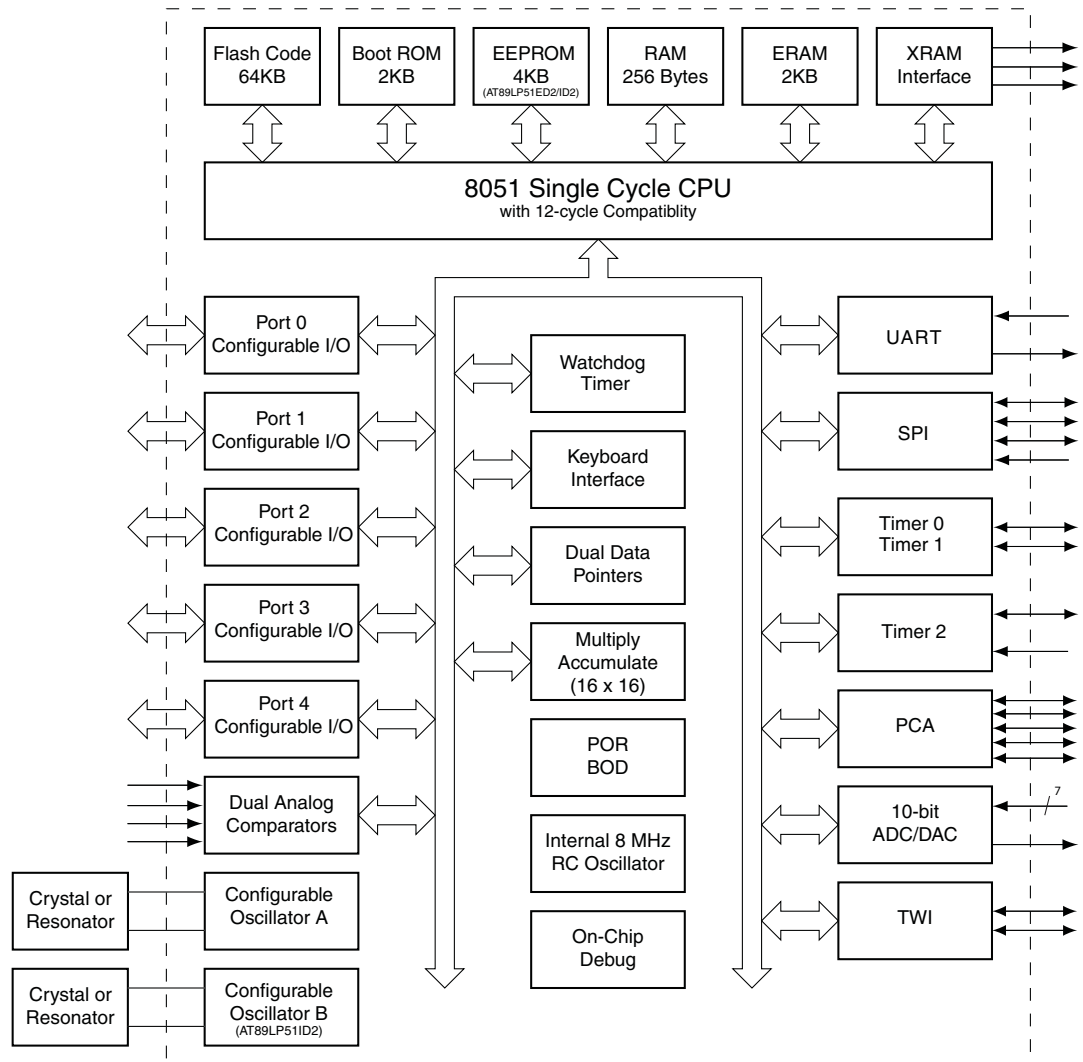 Flash Code
64KB
Boot ROM
2KB
EEPROM
4KB
(AT89LP51ED2/ID2)
RAM
256 Bytes
ERAM
2KB
XRAM
Interface
8051 Single Cycle CPU
with 12-cycle Compatiblity
Port 0
Configurable I/O
Port 1
Configurable I/O
Port 2
Configurable I/O
Port 3
Configurable I/O
Port 4
Configurable I/O
Dual Analog
Comparators
Crystal or
Resonator
Configurable
Oscillator A
Crystal or
Resonator
Configurable
Oscillator B
(AT89LP51ID2)
Watchdog
Timer
Keyboard
Interface
Dual Data
Pointers
Multiply
Accumulate
(16 x 16)
POR
BOD
Internal 8 MHz
RC Oscillator
On-Chip
Debug
UART
SPI
Timer 0
Timer 1
Timer 2
PCA
10-bit
ADC/DAC
7
TWI